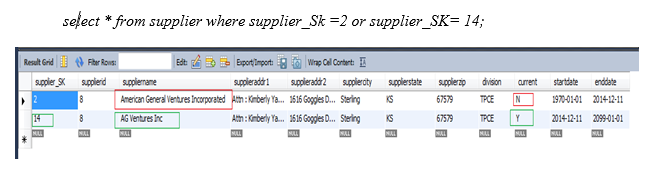 select * from supplier where supplier_Sk =2 or supplier_SK= 14;
Result Grid Filter Rows: Edit: Export/Import: Wrap Cell Content:
supplier_SK supplierid suppliername supplieraddr1 supplieraddr2 suppliercity supplierstate supplierzip division current startdate enddate
2 8 American General Ventures Incorporated Attn : Kimberly Ya... 1616 Goggles D... Sterling KS 67579 TPCE N 1970-01-01 2014-12-11
14 8 AG Ventures Inc Attn : Kimberly Ya... 1616 Goggles D... Sterling KS 67579 TPCE Y 2014-12-11 2099-01-01
NULL NULL NULL NULL NULL NULL NULL NULL NULL NULL NULL NULL